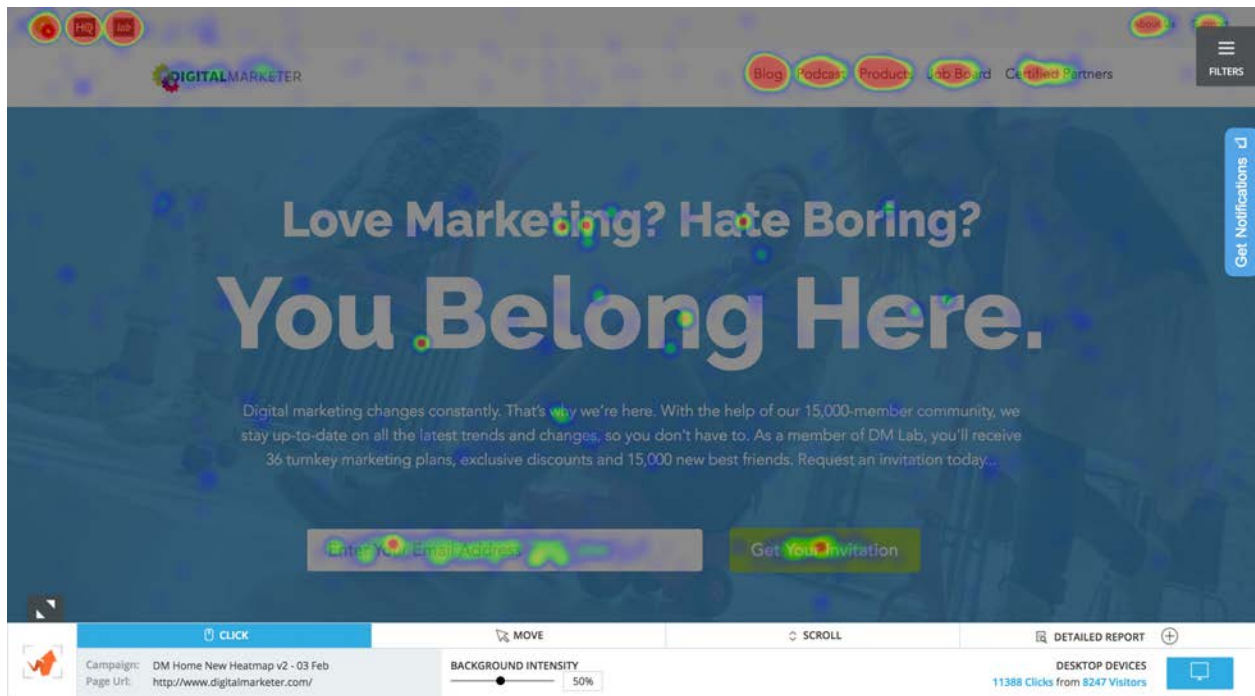 HQ lab About Us Support
FILTERS
DIGITALMARKETER
Blog Podcast Products Job Board Certified Partners
Get Notifications
Love Marketing? Hate Boring?
You Belong Here.
Digital marketing changes constantly. That's why we're here. With the help of our 15,000-member community, we
stay up-to-date on all the latest trends and changes, so you don't have to. As a member of DM Lab, you'll receive
36 turnkey marketing plans, exclusive discounts and 15,000 new best friends. Request an invitation today...
Enter Your Email Address
Get Your Invitation
CLICK MOVE SCROLL DETAILED REPORT
Campaign: DM Home New Heatmap v2 - 03 Feb
Page Url: http://www.digitalmarketer.com/
BACKGROUND INTENSITY
50%
DESKTOP DEVICES
11388 Clicks from 8247 Visitors